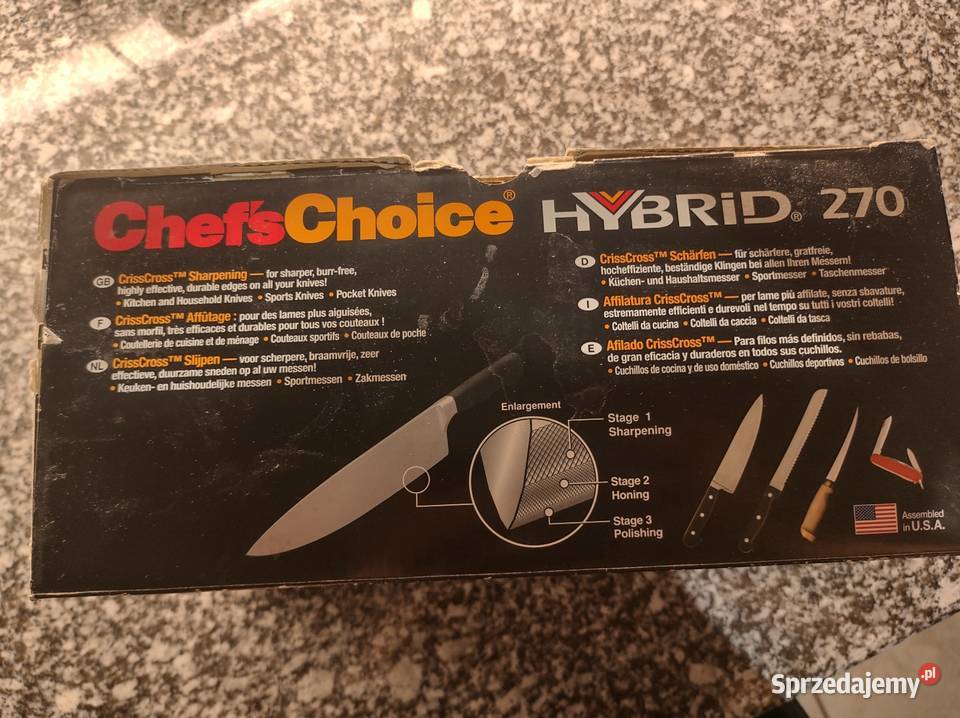 Chef'sChoice® HYBRiD® 270
GB CrissCross™ Sharpening — for sharper, burr-free,
highly effective, durable edges on all your knives!
• Kitchen and Household Knives • Sports Knives • Pocket Knives
F CrissCross™ Affûtage : pour des lames plus aiguisées,
sans morfil, très efficaces et durables pour tous vos couteaux !
• Coutellerie de cuisine et de ménage • Couteaux sportifs • Couteaux de poche
NL CrissCross™ Slijpen — voor scherpere, braamvrije, zeer
effectieve, duurzame sneden op al uw messen!
• Keuken- en huishoudelijke messen • Sportmessen • Zakmessen
D CrissCross™ Schärfen — für schärfere, gratfreie,
hocheffiziente, beständige Klingen bei allen Ihren Messern!
• Küchen- und Haushaltsmesser • Sportmesser • Taschenmesser
I Affilatura CrissCross™ — per lame più affilate, senza sbavature,
estremamente efficienti e durevoli nel tempo su tutti i vostri coltelli!
• Coltelli da cucina • Coltelli da caccia • Coltelli da tasca
E Afilado CrissCross™ — Para filos más definidos, sin rebabas,
de gran eficacia y duraderos en todos sus cuchillos.
• Cuchillos de cocina y de uso doméstico • Cuchillos deportivos • Cuchillos de bolsillo
Enlargement
Stage 1
Sharpening
Stage 2
Honing
Stage 3
Polishing
Assembled
in U.S.A.
Sprzedajemy.pl